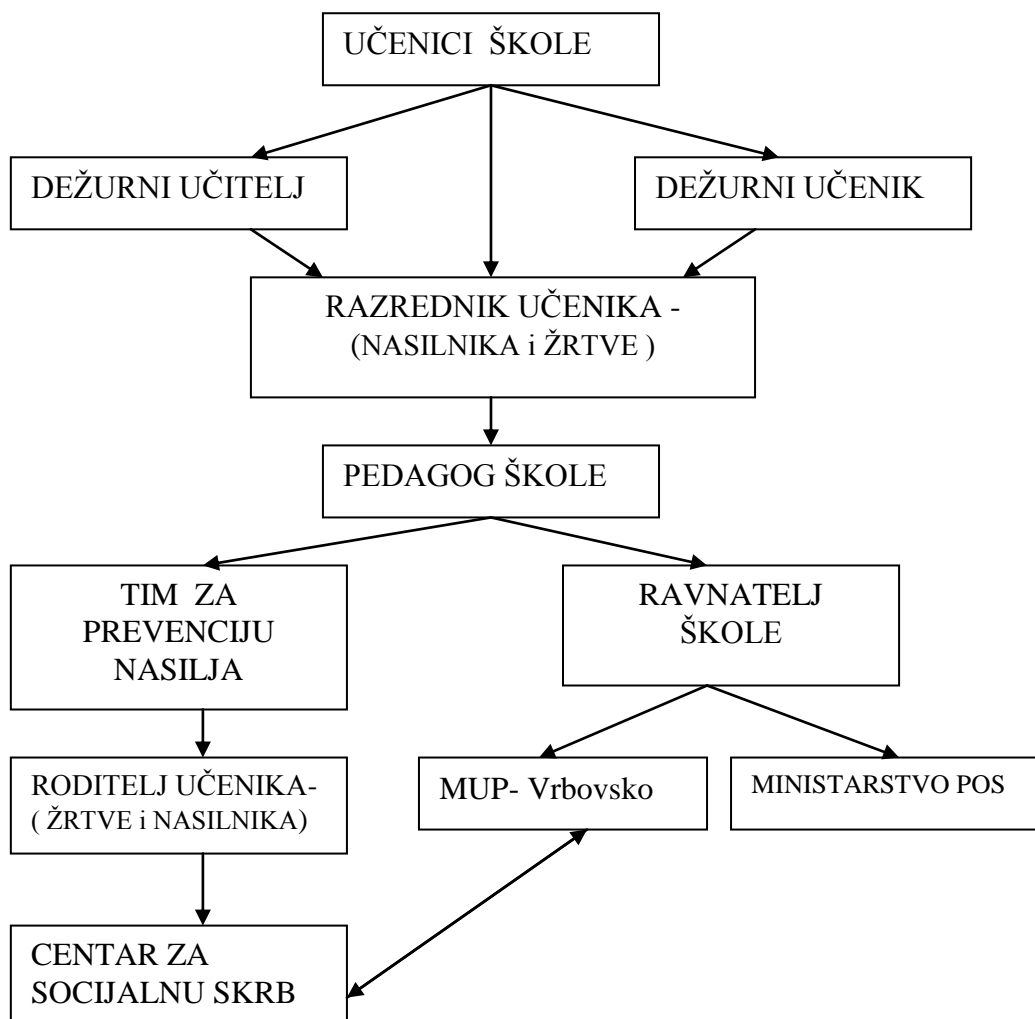 UČENICI ŠKOLE
DEŽURNI UČITELJ
DEŽURNI UČENIK
RAZREDNIK UČENIKA -
(NASILNIKA i ŽRTVE )
PEDAGOG ŠKOLE
TIM ZA
PREVENCIJU
NASILJA
RAVNATELJ
ŠKOLE
RODITELJ UČENIKA-
( ŽRTVE i NASILNIKA)
MUP- Vrbovsko
MINISTARSTVO POS
CENTAR ZA
SOCIJALNU SKRB